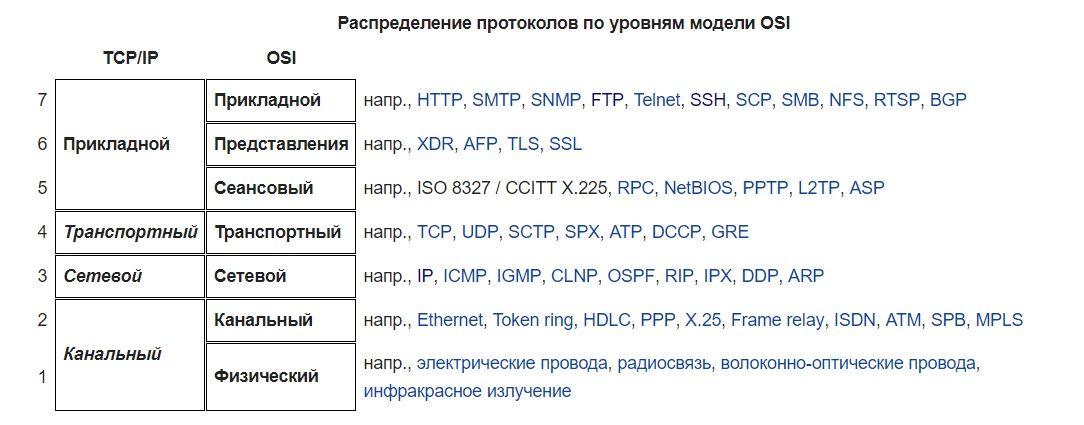 Распределение протоколов по уровням модели OSI
TCP/IP OSI
7 Прикладной напр., HTTP, SMTP, SNMP, FTP, Telnet, SSH, SCP, SMB, NFS, RTSP, BGP
6 Прикладной Представления напр., XDR, AFP, TLS, SSL
5 Сеансовый напр., ISO 8327 / CCITT X.225, RPC, NetBIOS, PPTP, L2TP, ASP
4 Транспортный Транспортный напр., TCP, UDP, SCTP, SPX, ATP, DCCP, GRE
3 Сетевой Сетевой напр., IP, ICMP, IGMP, CLNP, OSPF, RIP, IPX, DDP, ARP
2 Канальный напр., Ethernet, Token ring, HDLC, PPP, X.25, Frame relay, ISDN, ATM, SPB, MPLS
Канальный
1 Физический напр., электрические провода, радиосвязь, волоконно-оптические провода,
инфракрасное излучение